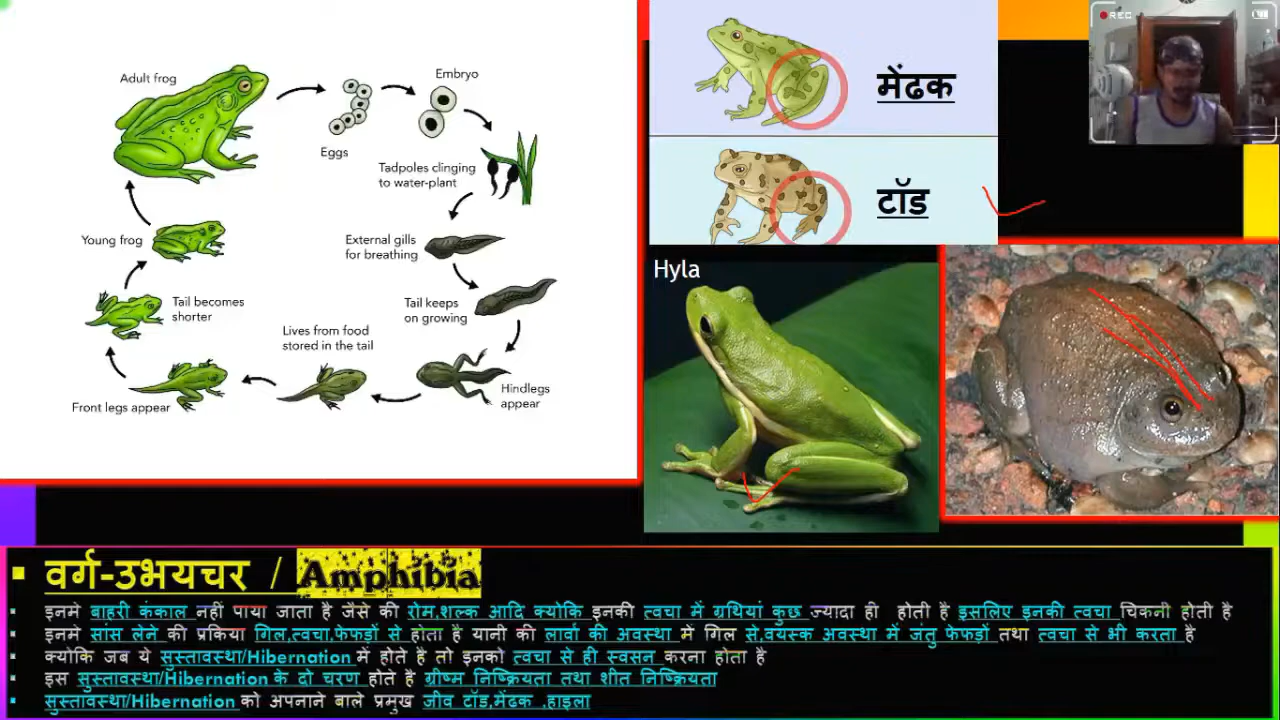 Adult frog
Eggs
Embryo
Tadpoles clinging
to water-plant
External gills
for breathing
Tail keeps
on growing
Hindlegs
appear
Lives from food
stored in the tail
Front legs appear
Tail becomes
shorter
Young frog
मेंढक
टॉड
REC
Hyla
वर्ग-उभयचर / Amphibia
इनमे बाहरी कंकाल नहीं पाया जाता है जैसे की रोम,शल्क आदि क्योकि इनकी त्वचा में ग्रथियां कुछ ज्यादा ही होती है इसलिए इनकी त्वचा चिकनी होती है
इनमे सांस लेने की प्रकिया गिल,त्वचा,फेफड़ों से होता है यानी की लार्वा की अवस्था में गिल से,वयस्क अवस्था में जंतु फेफड़ों तथा त्वचा से भी करता है
क्योकि जब ये सुस्तावस्था/Hibernation में होते है तो इनको त्वचा से ही स्वसन करना होता है
इस सुस्तावस्था/Hibernation के दो चरण होते है ग्रीष्म निष्क्रियता तथा शीत निष्क्रियता
सुस्तावस्था/Hibernation को अपनाने बाले प्रमुख जीव टॉड,मेंढक ,हाइला